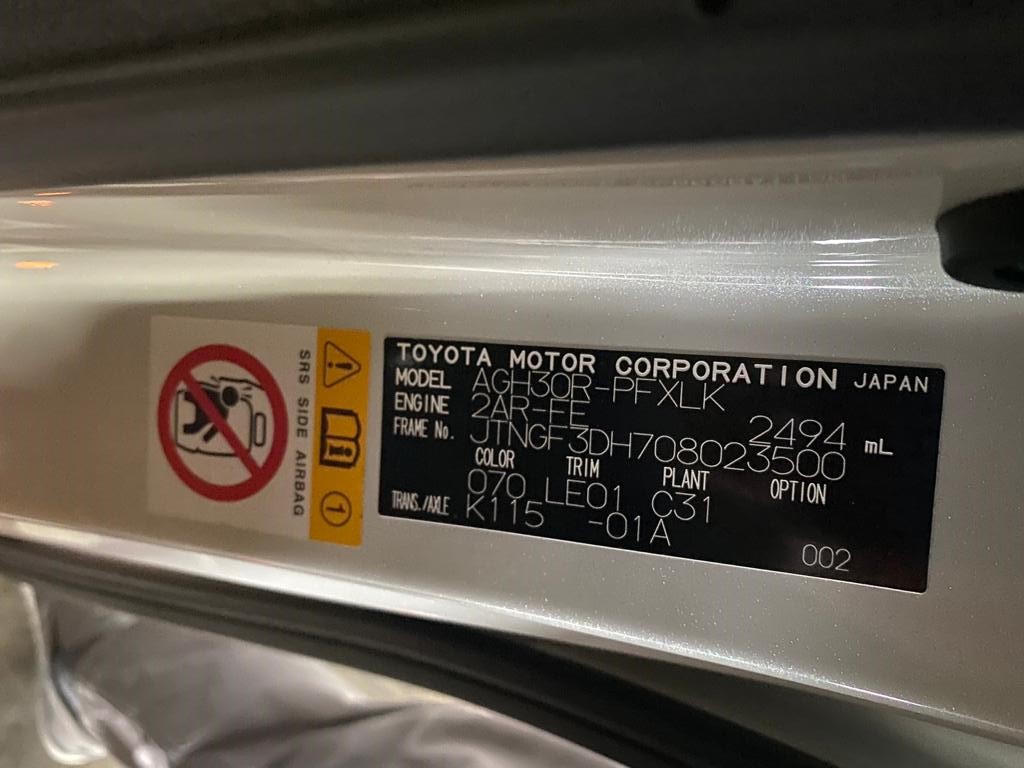 TOYOTA MOTOR CORPORATION JAPAN
MODEL AGH30R-PFXLK
ENGINE 2AR-FE 2494 mL
FRAME No. JTNGF3DH708023500
COLOR TRIM PLANT OPTION
070 LE01 C31
TRANS./AXLE K115 -01A
002
SRS SIDE AIRBAG
1